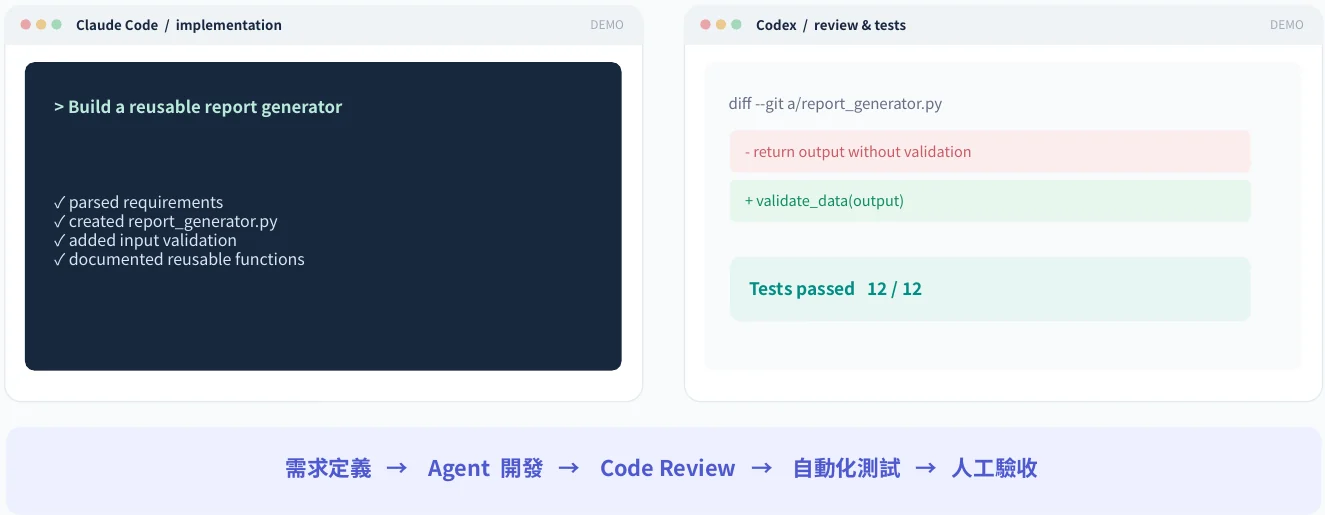 Claude Code / implementation
DEMO
> Build a reusable report generator
✓ parsed requirements
✓ created report_generator.py
✓ added input validation
✓ documented reusable functions
Codex / review & tests
DEMO
diff --git a/report_generator.py
- return output without validation
+ validate_data(output)
Tests passed 12 / 12
需求定義 → Agent 開發 → Code Review → 自動化測試 → 人工驗收